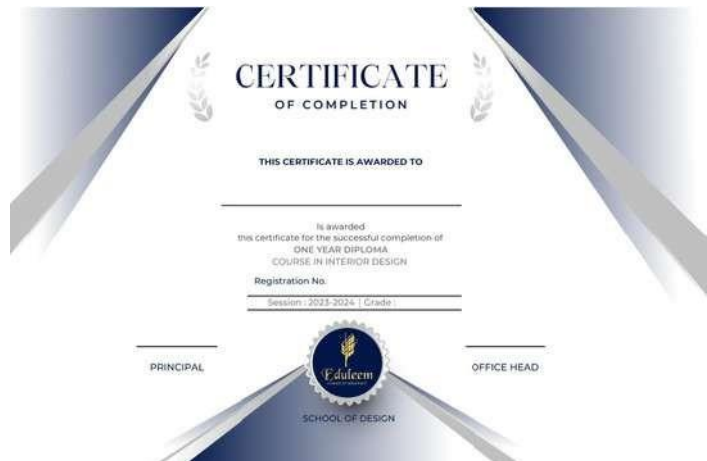 CERTIFICATE
OF COMPLETION
THIS CERTIFICATE IS AWARDED TO
Is awarded
this certificate for the successful completion of
ONE YEAR DIPLOMA
COURSE IN INTERIOR DESIGN
Registration No.
Session : 2023-2024 | Grade :
PRINCIPAL
Eduleem
OFFICE HEAD
SCHOOL OF DESIGN